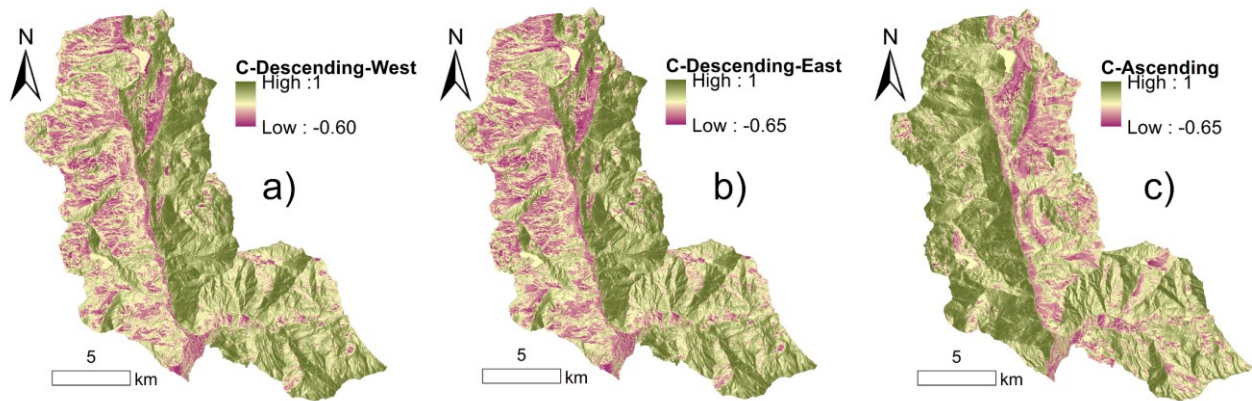 N
C-Descending-West
High :1
Low : -0.60
a)
5
km
N
C-Descending-East
High : 1
Low : -0.65
b)
5
km
N
C-Ascending
High : 1
Low : -0.65
c)
5
km